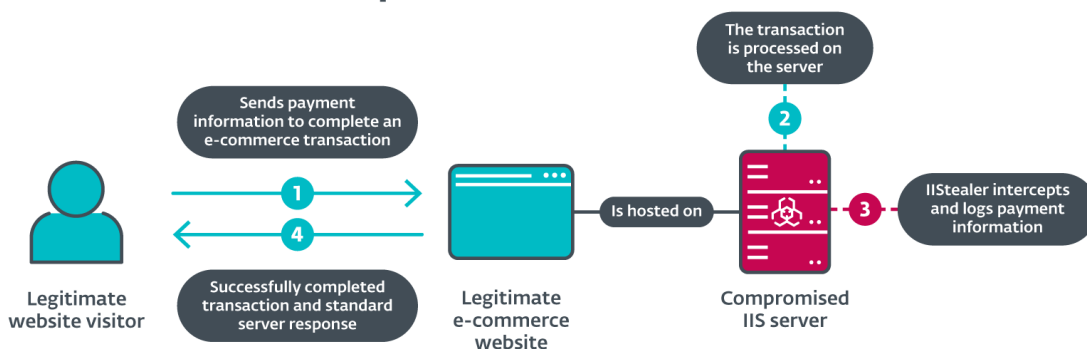 The transaction
is processed on
the server
Sends payment
information to complete an
e-commerce transaction
2
1
Is hosted on
3
IIStealer intercepts
and logs payment
information
4
Legitimate
website visitor
Successfully completed
transaction and standard
server response
Legitimate
e-commerce
website
Compromised
IIS server